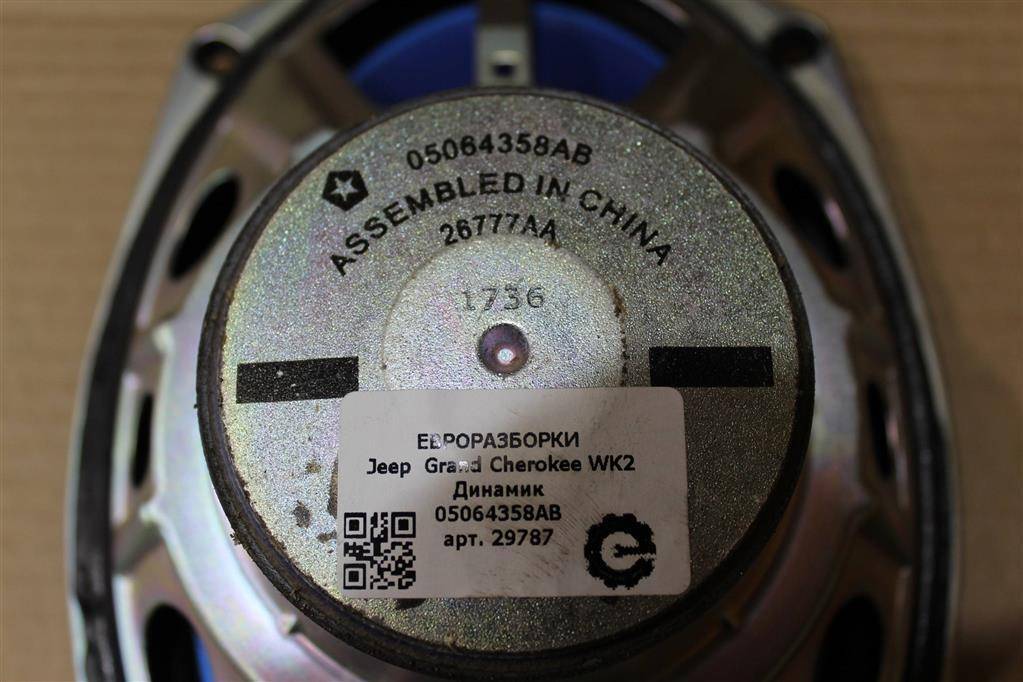 05064358AB
ASSEMBLED IN CHINA
26777AA
1736
ЕВРОРАЗБОРКИ
Jeep Grand Cherokee WK2
Динамик
05064358AB
арт. 29787